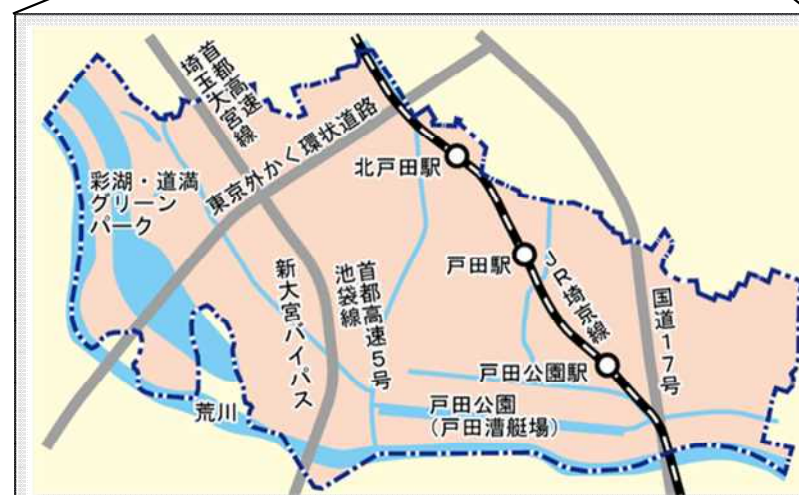 首都高速
埼玉大宮線
東京外かく環状道路
北戸田駅
彩湖・道満
グリーン
パーク
戸田駅
JR埼京線
国道17号
新大宮バイパス
首都高速5号
池袋線
戸田公園駅
戸田公園
(戸田漕艇場)
荒川